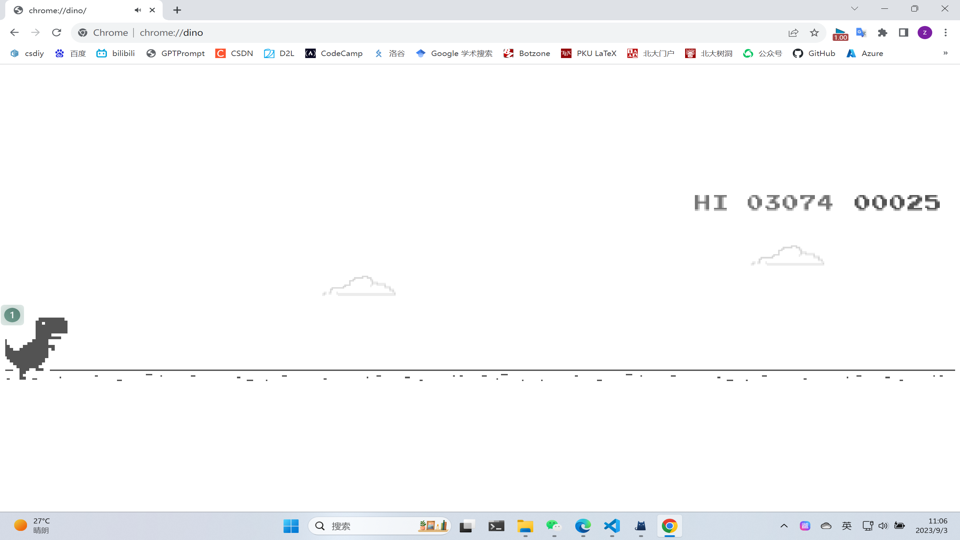 chrome://dino/
Chrome | chrome://dino
1.00
z
csdiy 百度 bilibili GPTPrompt CSDN D2L CodeCamp 洛谷 Google 学术搜索 Botzone PKU LaTeX 北大门户 北大树洞 公众号 GitHub Azure »
HI 03074 00025
1
27°C
晴朗
搜索
英
11:06
2023/9/3